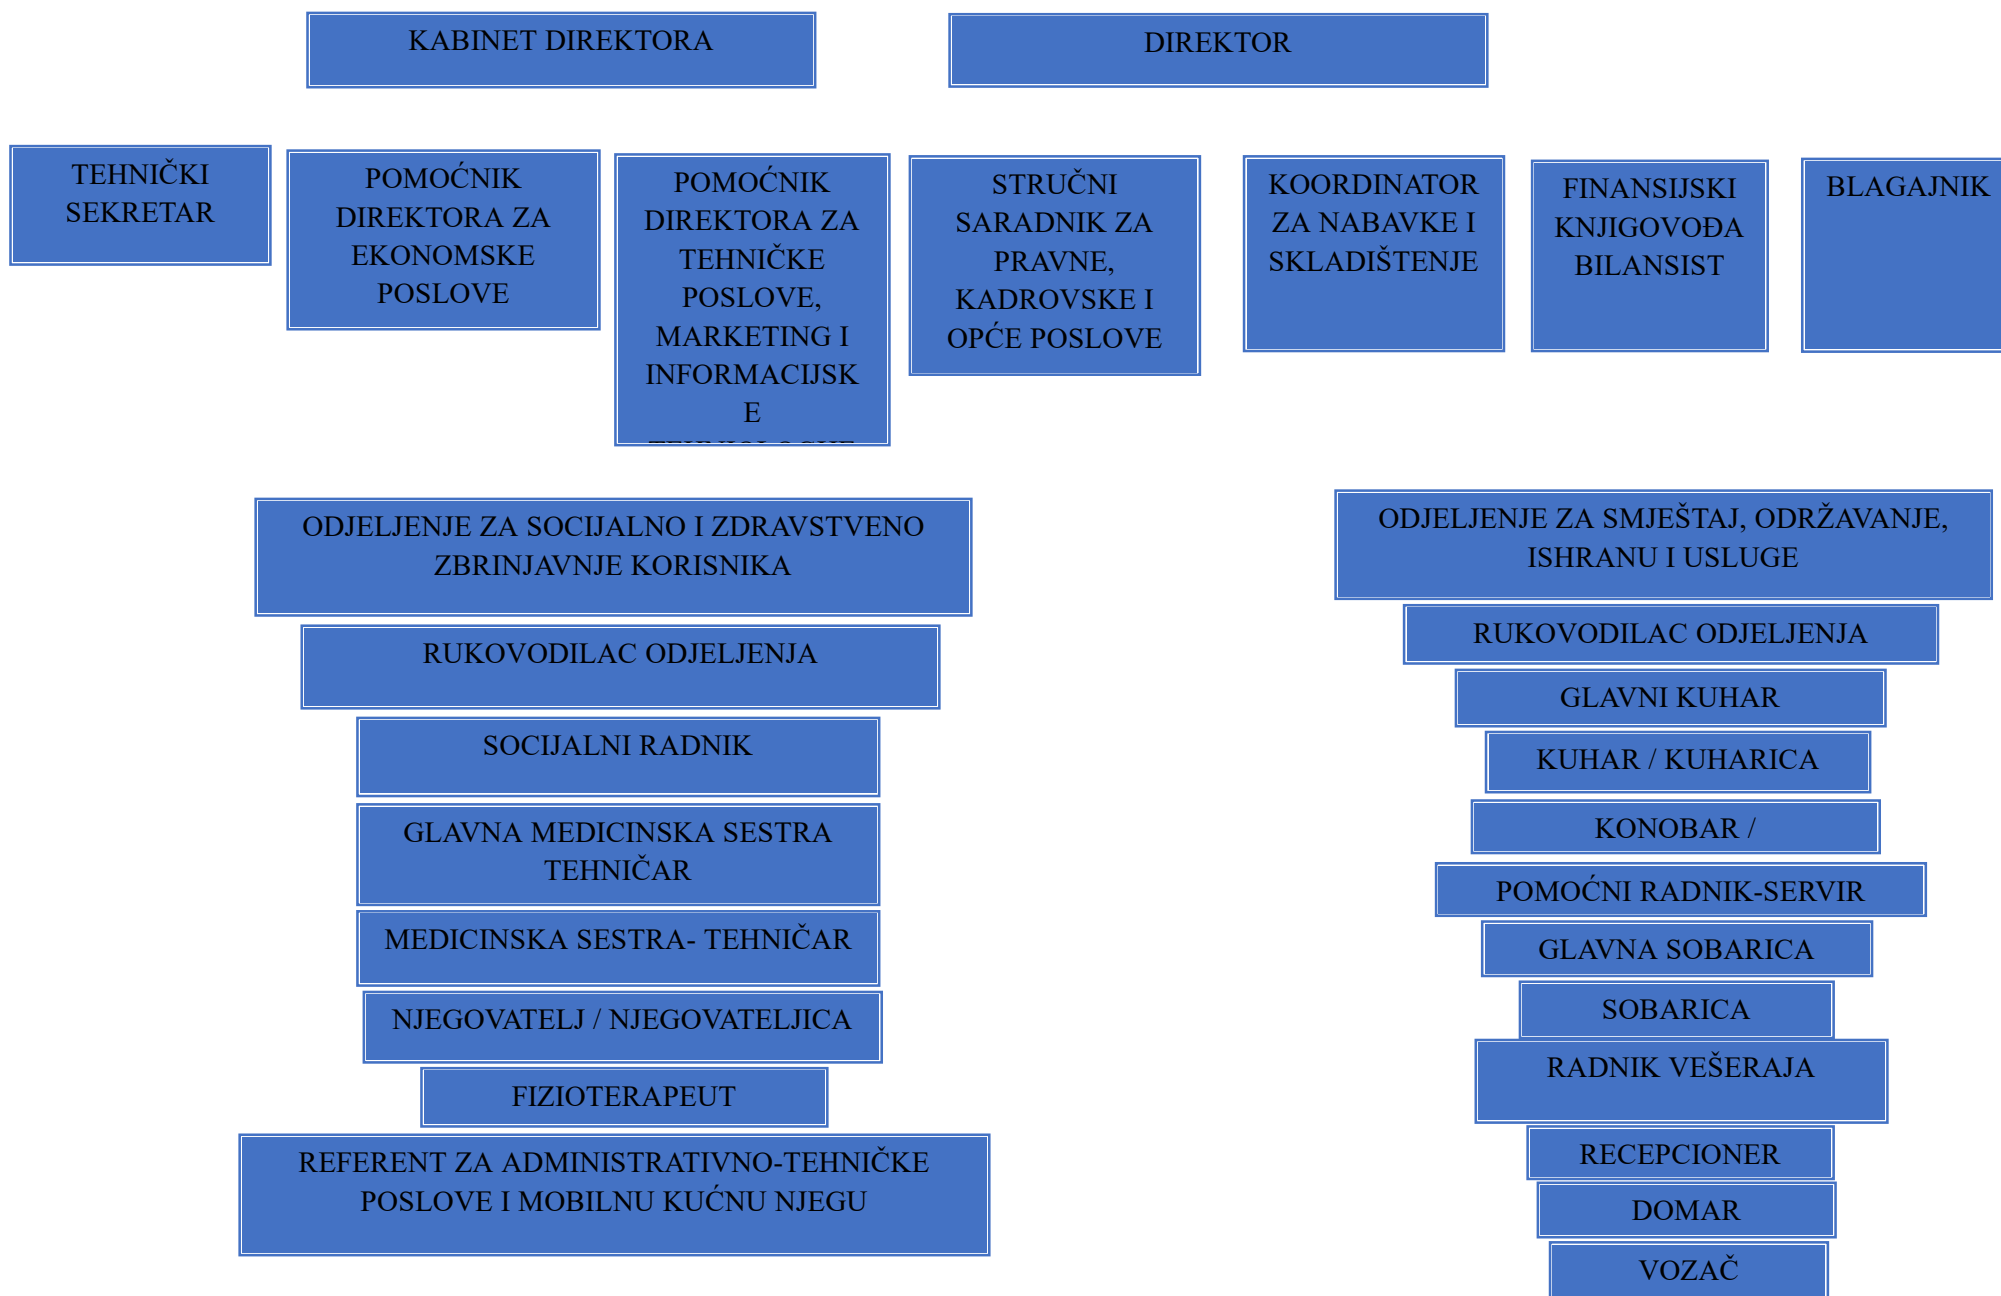 KABINET DIREKTORA
DIREKTOR
TEHNIČKI
SEKRETAR
POMOĆNIK
DIREKTORA ZA
EKONOMSKE
POSLOVE
POMOĆNIK
DIREKTORA ZA
TEHNIČKE
POSLOVE,
MARKETING I
INFORMACIJSK
E
STRUČNI
SARADNIK ZA
PRAVNE,
KADROVSKE I
OPĆE POSLOVE
KOORDINATOR
ZA NABAVKE I
SKLADIŠTENJE
FINANSIJSKI
KNJIGOVOĐA
BILANSIST
BLAGAJNIK
ODJELJENJE ZA SOCIJALNO I ZDRAVSTVENO
ZBRINJAVNJE KORISNIKA
RUKOVODILAC ODJELJENJA
SOCIJALNI RADNIK
GLAVNA MEDICINSKA SESTRA
TEHNIČAR
MEDICINSKA SESTRA- TEHNIČAR
NJEGOVATELJ / NJEGOVATELJICA
FIZIOTERAPEUT
REFERENT ZA ADMINISTRATIVNO-TEHNIČKE
POSLOVE I MOBILNU KUĆNU NJEGU
ODJELJENJE ZA SMJEŠTAJ, ODRŽAVANJE,
ISHRANU I USLUGE
RUKOVODILAC ODJELJENJA
GLAVNI KUHAR
KUHAR / KUHARICA
KONOBAR /
POMOĆNI RADNIK-SERVIR
GLAVNA SOBARICA
SOBARICA
RADNIK VEŠERAJA
RECEPCIONER
DOMAR
VOZAČ